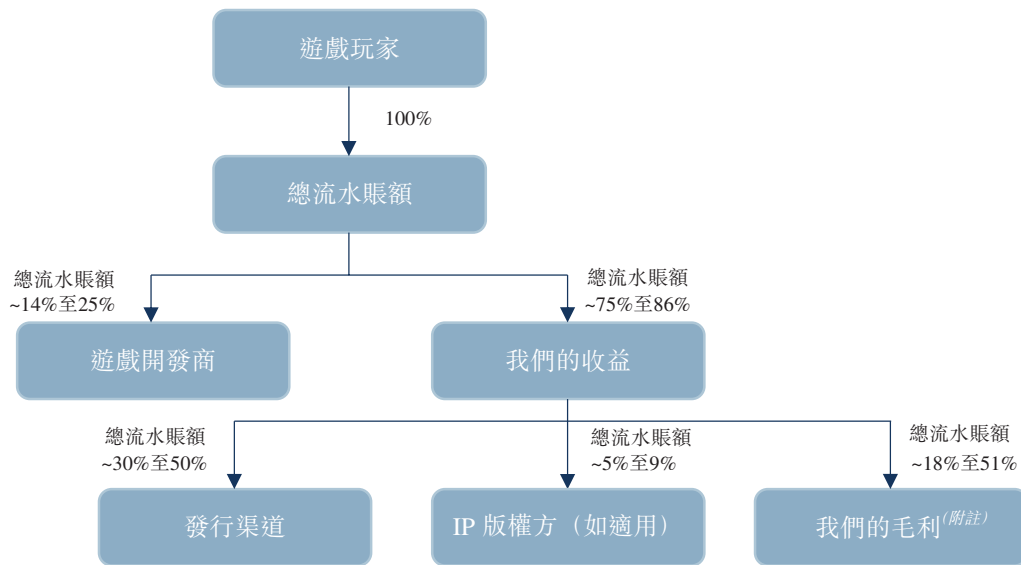 遊戲玩家
100%
總流水賬額
總流水賬額
~14%至25%
總流水賬額
~75%至86%
遊戲開發商
我們的收益
總流水賬額
~30%至50%
總流水賬額
~5%至9%
總流水賬額
~18%至51%
發行渠道
IP 版權方（如適用）
我們的毛利(附註)